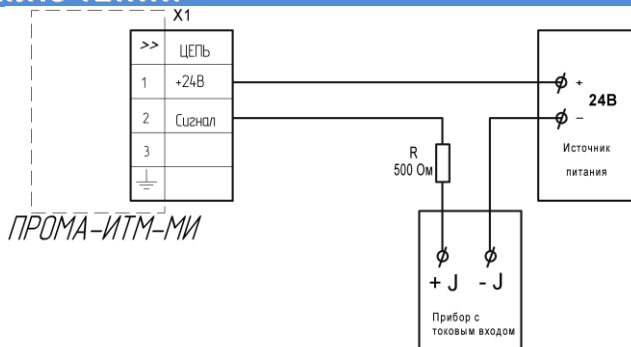 X1
>> ЦЕПЬ
1 +24В
2 Сигнал
3
ПРОМА-ИТМ-МИ
R
500 Ом
+
24В
–
Источник
питания
+ J - J
Прибор с
токовым входом